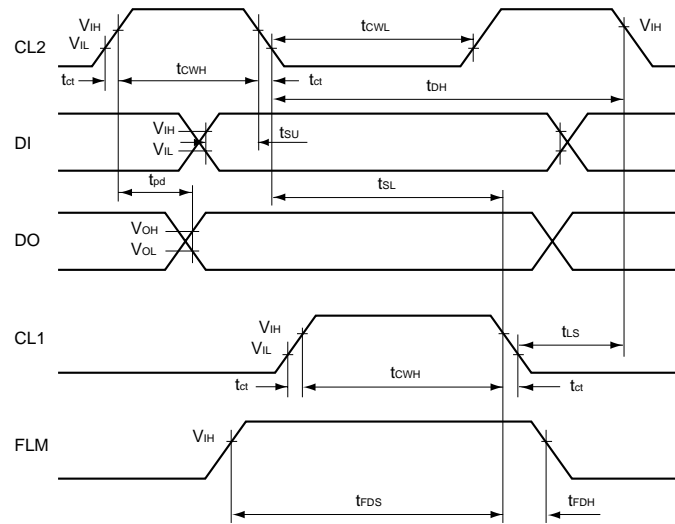 VIH
VIL
CL2
tCWL
VIH
tct
tCWH
tct
tDH
DI
VIH
VIL
tSU
tpd
tSL
DO
VOH
VOL
CL1
VIH
VIL
tLS
tct
tCWH
tct
FLM
VIH
tFDS
tFDH